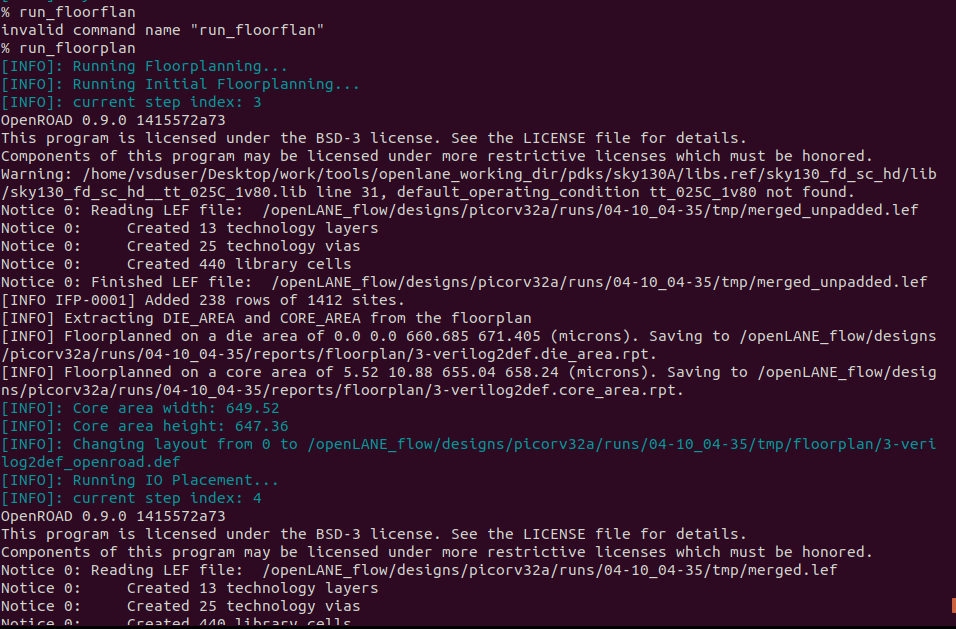 % run_floorflan
invalid command name "run_floorflan"
% run_floorplan
[INFO]: Running Floorplanning...
[INFO]: Running Initial Floorplanning...
[INFO]: current step index: 3
OpenROAD 0.9.0 1415572a73
This program is licensed under the BSD-3 license. See the LICENSE file for details.
Components of this program may be licensed under more restrictive licenses which must be honored.
Warning: /home/vsduser/Desktop/work/tools/openlane_working_dir/pdks/sky130A/libs.ref/sky130_fd_sc_hd/lib
/sky130_fd_sc_hd__tt_025C_1v80.lib line 31, default_operating_condition tt_025C_1v80 not found.
Notice 0: Reading LEF file:  /openLANE_flow/designs/picorv32a/runs/04-10_04-35/tmp/merged_unpadded.lef
Notice 0:     Created 13 technology layers
Notice 0:     Created 25 technology vias
Notice 0:     Created 440 library cells
Notice 0: Finished LEF file:  /openLANE_flow/designs/picorv32a/runs/04-10_04-35/tmp/merged_unpadded.lef
[INFO IFP-0001] Added 238 rows of 1412 sites.
[INFO] Extracting DIE_AREA and CORE_AREA from the floorplan
[INFO] Floorplanned on a die area of 0.0 0.0 660.685 671.405 (microns). Saving to /openLANE_flow/designs
/picorv32a/runs/04-10_04-35/reports/floorplan/3-verilog2def.die_area.rpt.
[INFO] Floorplanned on a core area of 5.52 10.88 655.04 658.24 (microns). Saving to /openLANE_flow/desig
ns/picorv32a/runs/04-10_04-35/reports/floorplan/3-verilog2def.core_area.rpt.
[INFO]: Core area width: 649.52
[INFO]: Core area height: 647.36
[INFO]: Changing layout from 0 to /openLANE_flow/designs/picorv32a/runs/04-10_04-35/tmp/floorplan/3-veri
log2def_openroad.def
[INFO]: Running IO Placement...
[INFO]: current step index: 4
OpenROAD 0.9.0 1415572a73
This program is licensed under the BSD-3 license. See the LICENSE file for details.
Components of this program may be licensed under more restrictive licenses which must be honored.
Notice 0: Reading LEF file:  /openLANE_flow/designs/picorv32a/runs/04-10_04-35/tmp/merged.lef
Notice 0:     Created 13 technology layers
Notice 0:     Created 25 technology vias
Notice 0:     Created 440 library cells